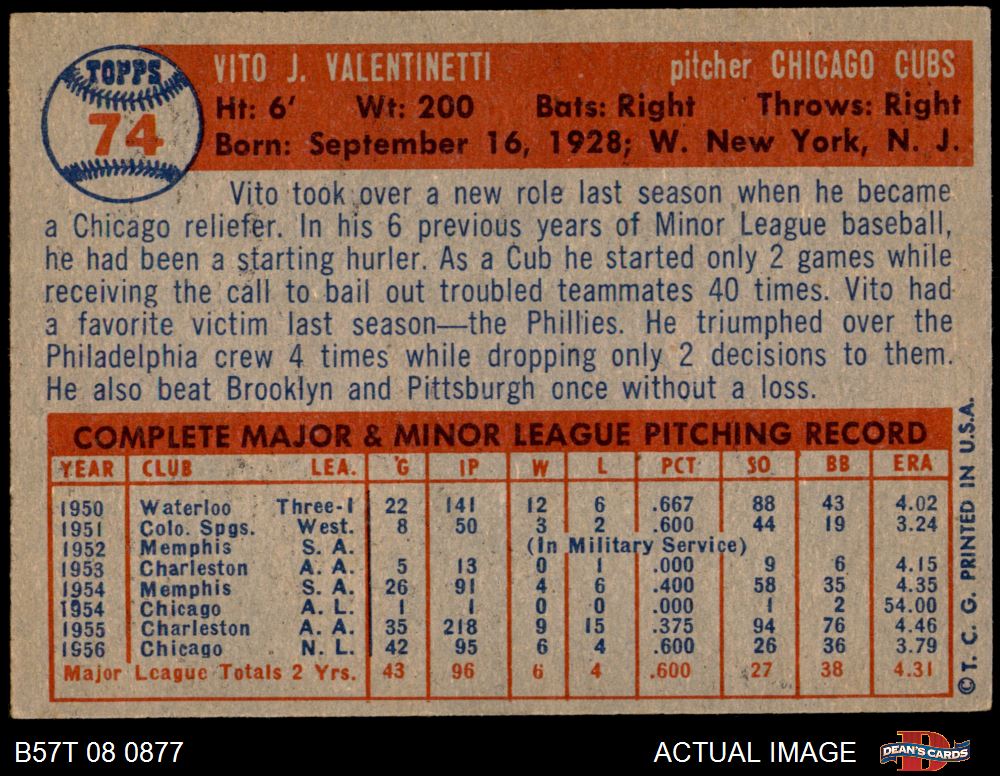 TOPPS
74
VITO J. VALENTINETTI pitcher CHICAGO CUBS
Ht: 6' Wt: 200 Bats: Right Throws: Right
Born: September 16, 1928; W. New York, N. J.
Vito took over a new role last season when he became
a Chicago reliefer. In his 6 previous years of Minor League baseball,
he had been a starting hurler. As a Cub he started only 2 games while
receiving the call to bail out troubled teammates 40 times. Vito had
a favorite victim last season—the Phillies. He triumphed over the
Philadelphia crew 4 times while dropping only 2 decisions to them.
He also beat Brooklyn and Pittsburgh once without a loss.
COMPLETE MAJOR & MINOR LEAGUE PITCHING RECORD
YEAR CLUB LEA. G IP W L PCT SO BB ERA
1950 Waterloo Three-I 22 141 12 6 .667 88 43 4.02
1951 Colo. Spgs. West. 8 50 3 2 .600 44 19 3.24
1952 Memphis S. A. (In Military Service)
1953 Charleston A. A. 5 13 0 1 .000 9 6 4.15
1954 Memphis S. A. 26 91 4 6 .400 58 35 4.35
1954 Chicago A. L. 1 1 0 0 .000 1 2 54.00
1955 Charleston A. A. 35 218 9 15 .375 94 76 4.46
1956 Chicago N. L. 42 95 6 4 .600 26 36 3.79
Major League Totals 2 Yrs. 43 96 6 4 .600 27 38 4.31
© T. C. G. PRINTED IN U.S.A.
B57T 08 0877 ACTUAL IMAGE
D
DEAN'S CARDS